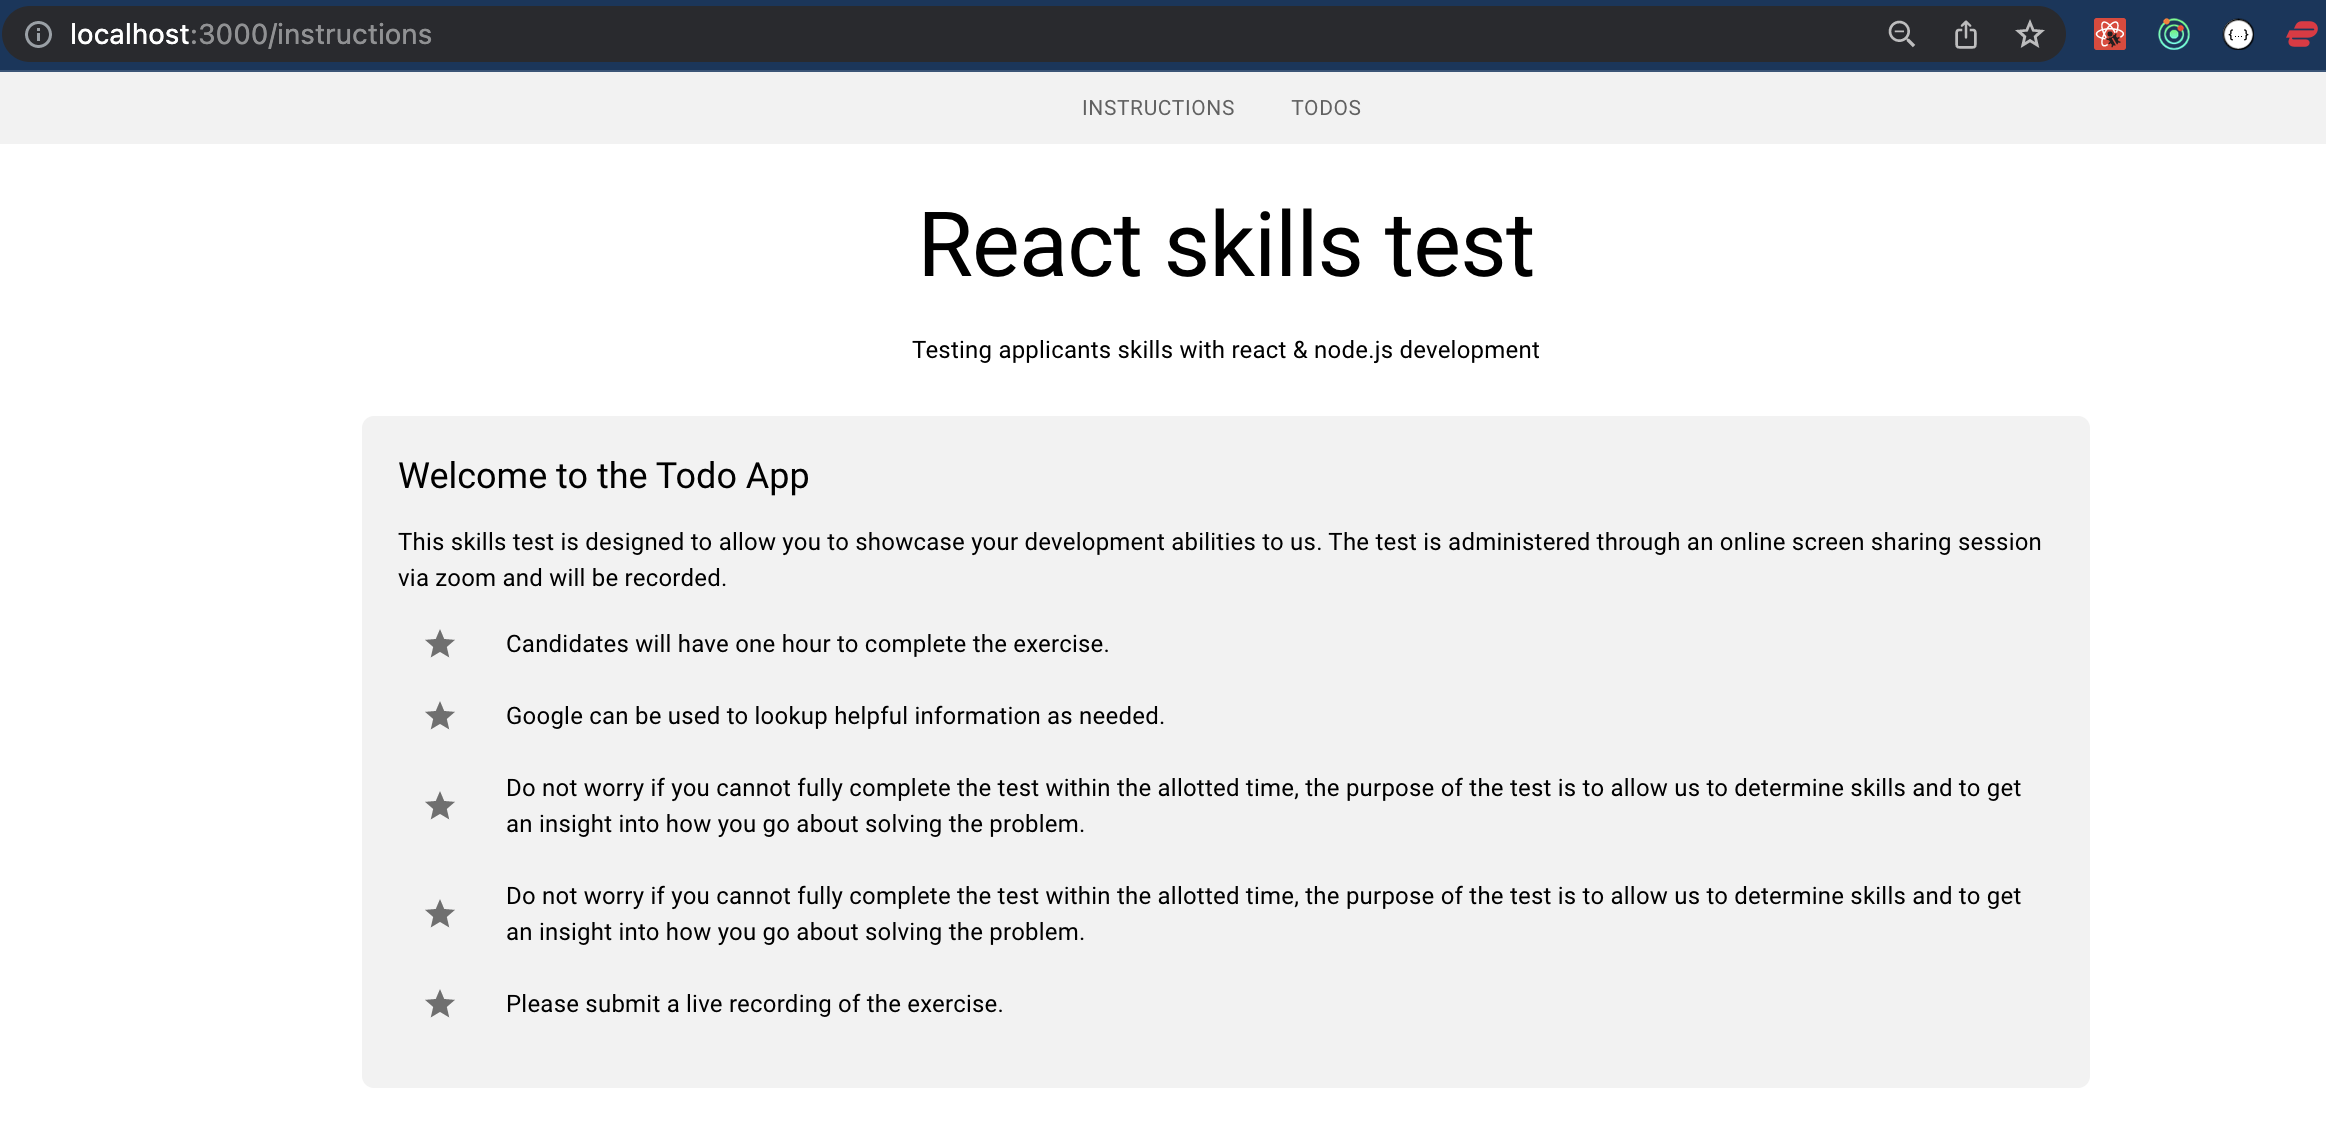 localhost:3000/instructions
{...}
INSTRUCTIONS TODOS
React skills test
Testing applicants skills with react & node.js development
Welcome to the Todo App
This skills test is designed to allow you to showcase your development abilities to us. The test is administered through an online screen sharing session
via zoom and will be recorded.
Candidates will have one hour to complete the exercise.
Google can be used to lookup helpful information as needed.
Do not worry if you cannot fully complete the test within the allotted time, the purpose of the test is to allow us to determine skills and to get
an insight into how you go about solving the problem.
Do not worry if you cannot fully complete the test within the allotted time, the purpose of the test is to allow us to determine skills and to get
an insight into how you go about solving the problem.
Please submit a live recording of the exercise.